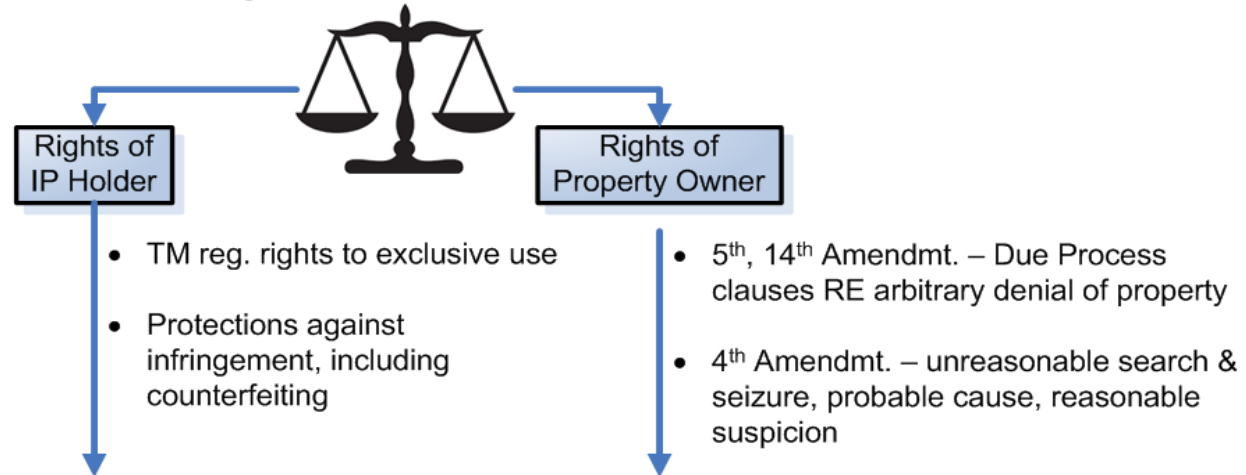 Rights of
IP Holder
Rights of
Property Owner
• TM reg. rights to exclusive use
• Protections against
infringement, including
counterfeiting
• 5th, 14th Amendmt. – Due Process
clauses RE arbitrary denial of property
• 4th Amendmt. – unreasonable search &
seizure, probable cause, reasonable
suspicion